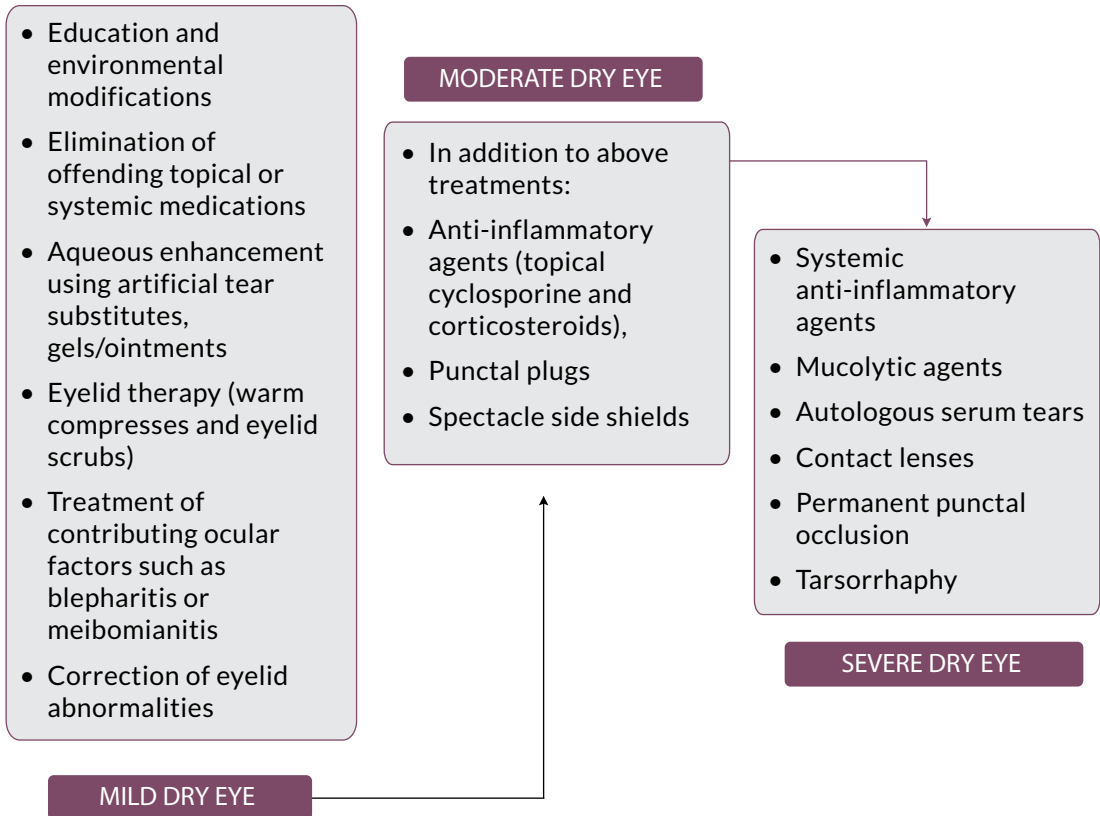 • Education and
environmental
modifications
• Elimination of
offending topical or
systemic medications
• Aqueous enhancement
using artificial tear
substitutes,
gels/ointments
• Eyelid therapy (warm
compresses and eyelid
scrubs)
• Treatment of
contributing ocular
factors such as
blepharitis or
meibomianitis
• Correction of eyelid
abnormalities
MILD DRY EYE
MODERATE DRY EYE
• In addition to above
treatments:
• Anti-inflammatory
agents (topical
cyclosporine and
corticosteroids),
• Punctal plugs
• Spectacle side shields
• Systemic
anti-inflammatory
agents
• Mucolytic agents
• Autologous serum tears
• Contact lenses
• Permanent punctal
occlusion
• Tarsorrhaphy
SEVERE DRY EYE